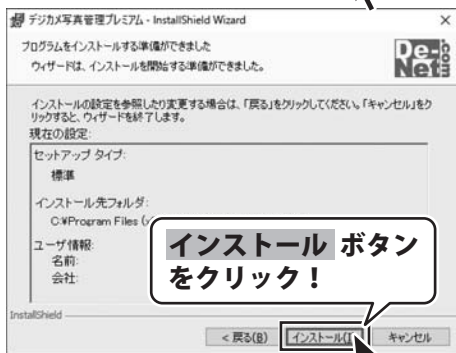 デジカメ写真管理プレミアム - InstallShield Wizard
プログラムをインストールする準備ができました
ウィザードは、インストールを開始する準備ができました。
De-Net
インストールの設定を参照したり変更する場合は、「戻る」をクリックしてください。「キャンセル」をク
リックすると、ウィザードを終了します。
現在の設定:
セットアップ タイプ:
標準
インストール先フォルダ:
C:¥Program Files
ユーザ情報:
名前:
会社:
インストール ボタン
をクリック！
InstallShield
< 戻る(B)
インストール(I)
キャンセル